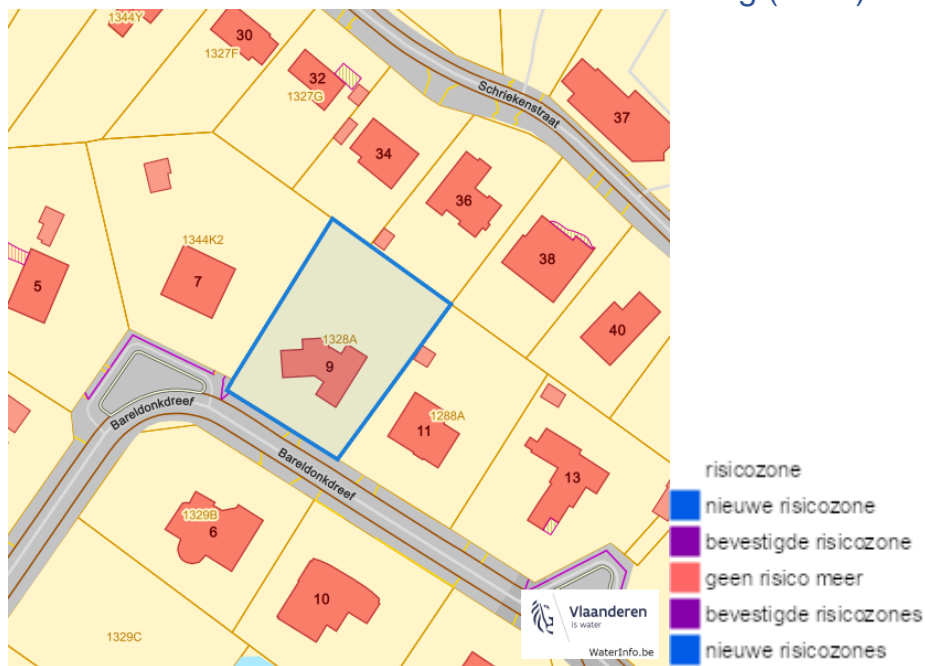 1344Y
30
1327F
32
1327G
Schriekenstraat
37
34
36
1344K2
38
5
7
40
1328A
9
Bareldonkdreef
1288A
11
Bareldonkdreef
13
1329B
6
10
1329C
Vlaanderen
is water
WaterInfo.be
risicozone
nieuwe risicozone
bevestigde risicozone
geen risico meer
bevestigde risicozones
nieuwe risicozones